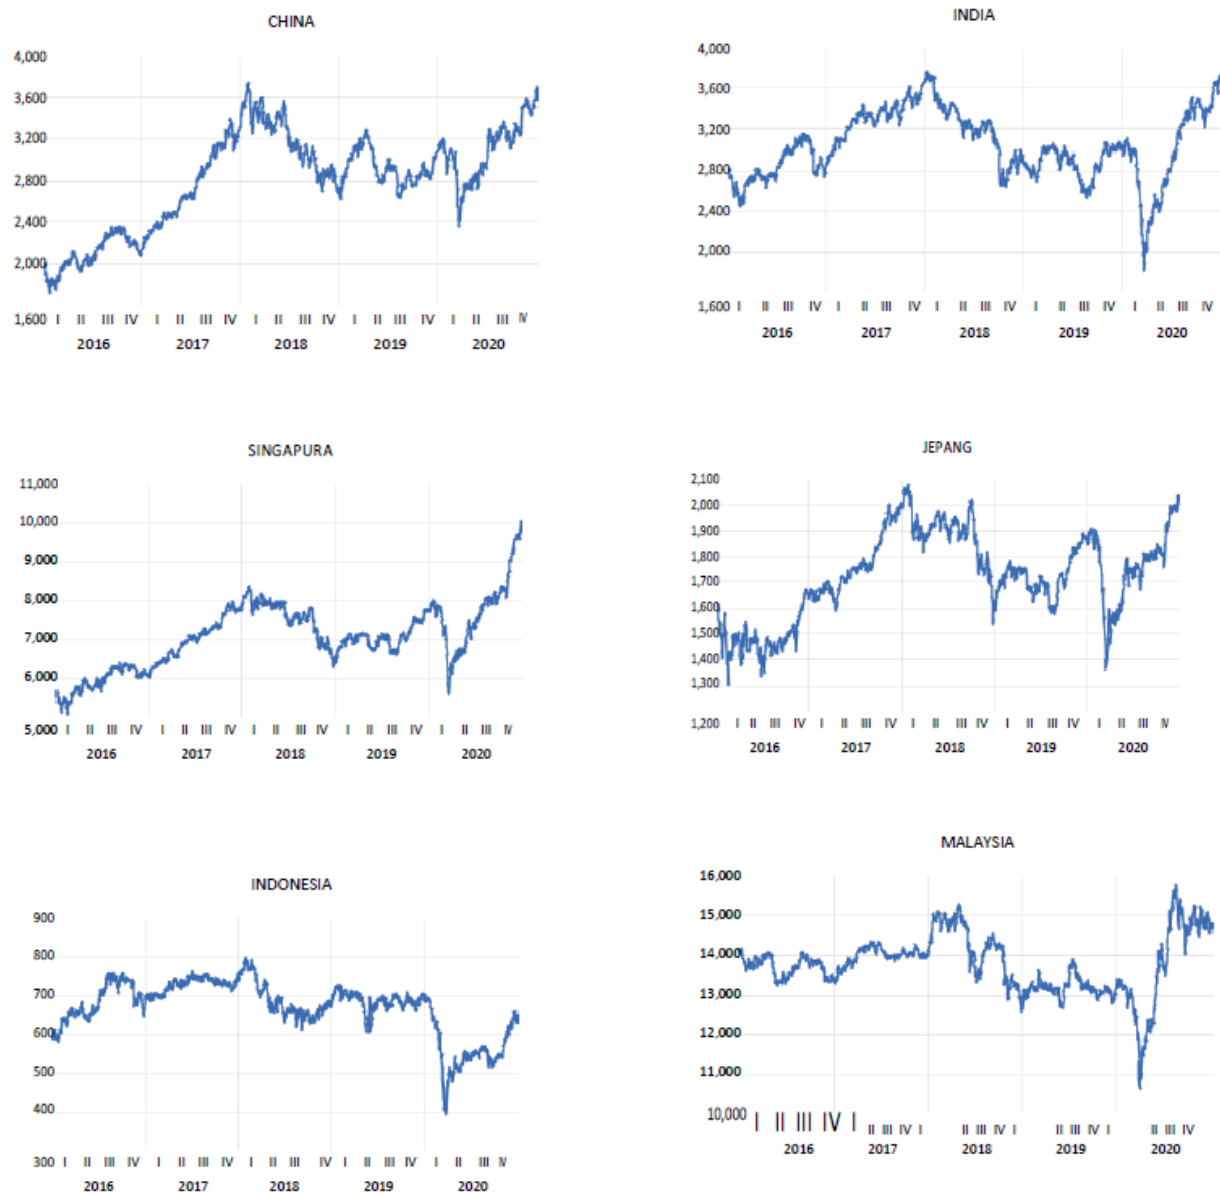 CHINA
4,000
3,600
3,200
2,800
2,400
2,000
1,600
I II III IV I II III IV I II III IV I II III IV I II III IV
2016 2017 2018 2019 2020
INDIA
4,000
3,600
3,200
2,800
2,400
2,000
1,600
I II III IV I II III IV I II III IV I II III IV I II III IV
2016 2017 2018 2019 2020
SINGAPURA
11,000
10,000
9,000
8,000
7,000
6,000
5,000
I II III IV I II III IV I II III IV I II III IV I II III IV
2016 2017 2018 2019 2020
JEPANG
2,100
2,000
1,900
1,800
1,700
1,600
1,500
1,400
1,300
1,200
I II III IV I II III IV I II III IV I II III IV I II III IV
2016 2017 2018 2019 2020
INDONESIA
900
800
700
600
500
400
300
I II III IV I II III IV I II III IV I II III IV I II III IV
2016 2017 2018 2019 2020
MALAYSIA
16,000
15,000
14,000
13,000
12,000
11,000
10,000
I II III IV I II III IV I II III IV I II III IV I II III IV
2016 2017 2018 2019 2020